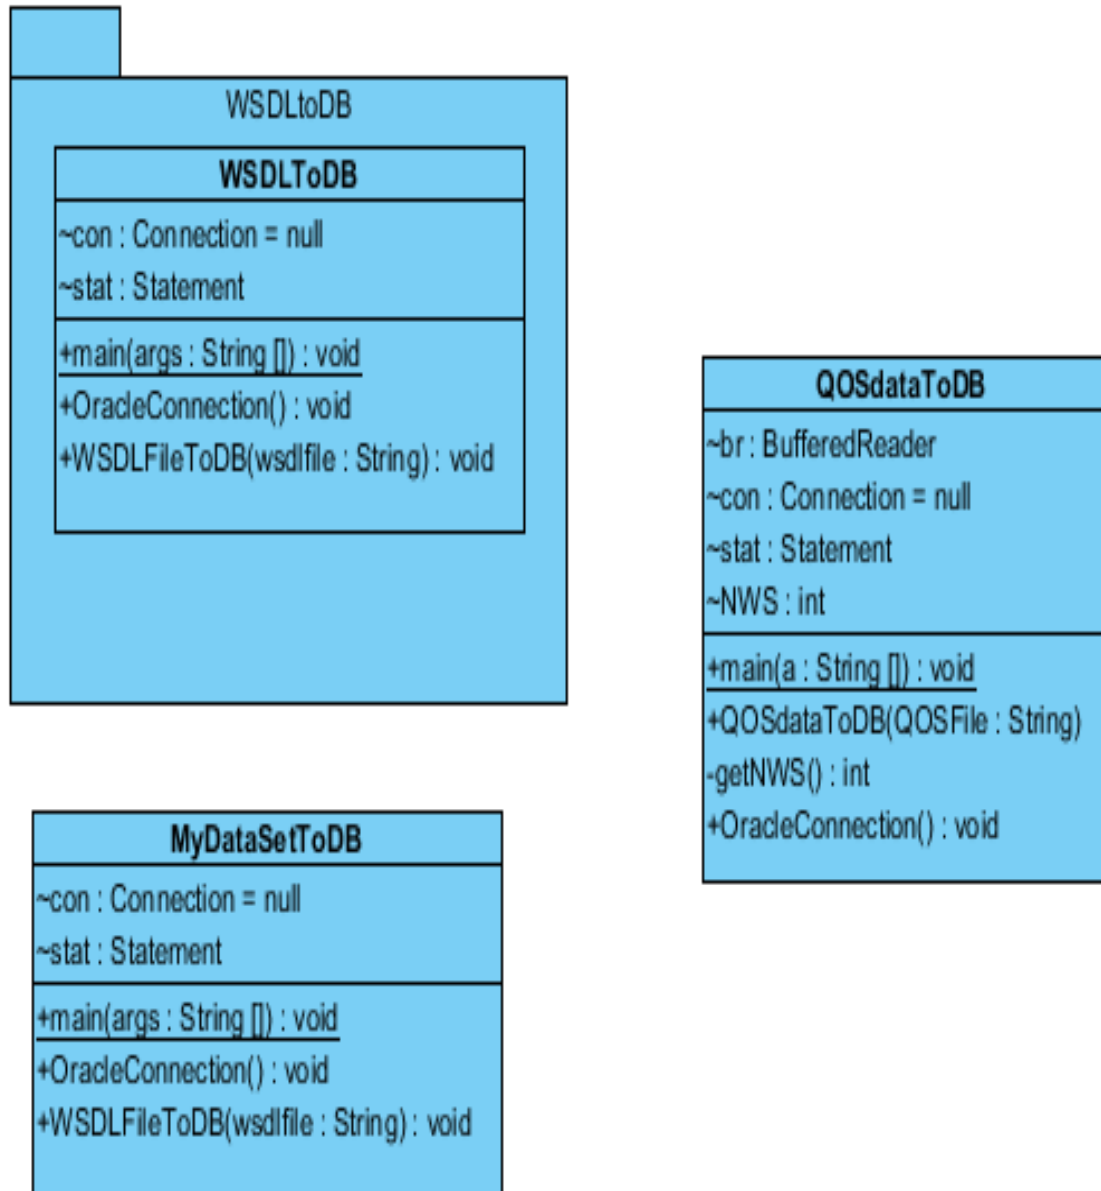 WSDLtoDB
WSDLToDB
~con : Connection = null
~stat : Statement
+main(args : String []) : void
+OracleConnection() : void
+WSDLFileToDB(wsdlfile : String) : void
QOSdataToDB
~br : BufferedReader
~con : Connection = null
~stat : Statement
~NWS : int
+main(a : String []) : void
+QOSdataToDB(QOSFile : String)
-getNWS() : int
+OracleConnection() : void
MyDataSetToDB
~con : Connection = null
~stat : Statement
+main(args : String []) : void
+OracleConnection() : void
+WSDLFileToDB(wsdlfile : String) : void